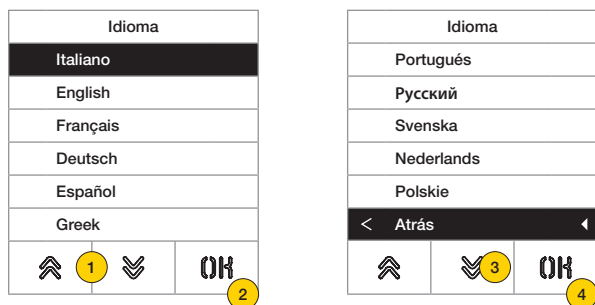 Idioma
Italiano
English
Français
Deutsch
Español
Greek
1
OK
2
Idioma
Portugués
Русский
Svenska
Nederlands
Polskie
< Atrás
3
OK
4